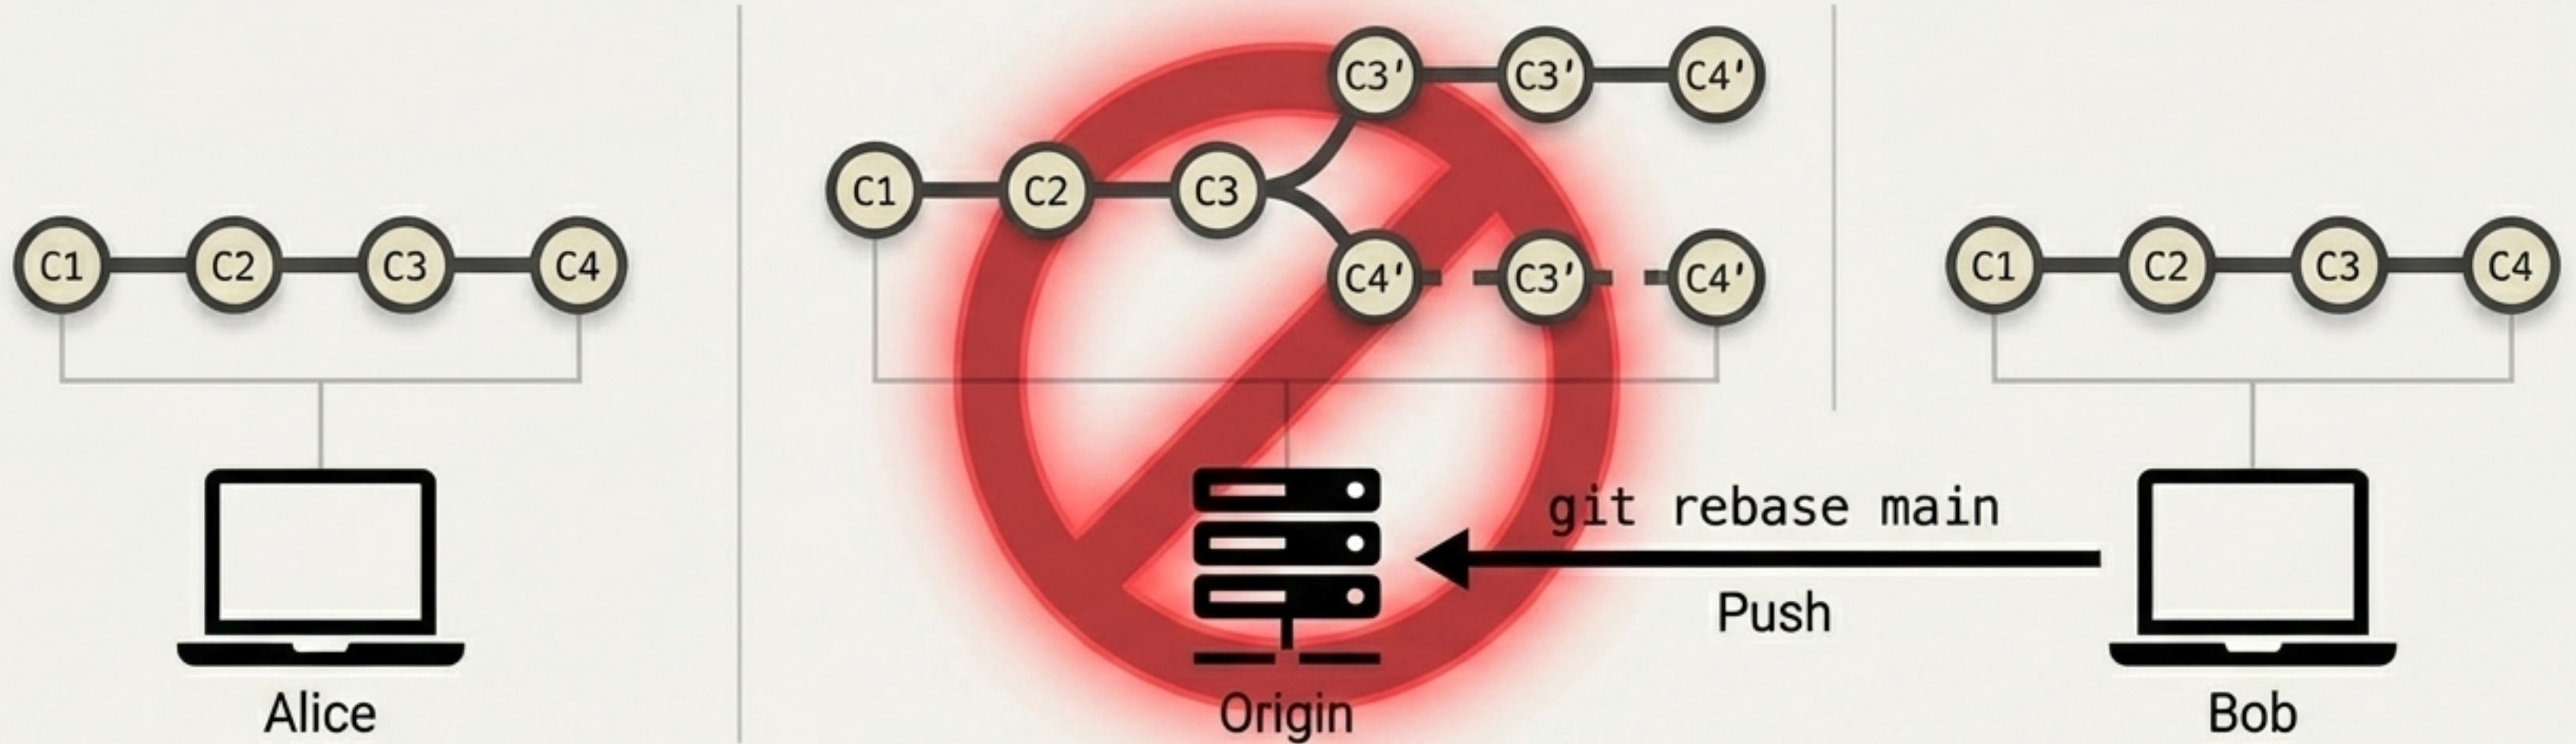 C1 C2 C3 C4
Alice
C3' C3' C4'
C1 C2 C3
C4' C3' C4'
Origin
git rebase main
Push
C1 C2 C3 C4
Bob